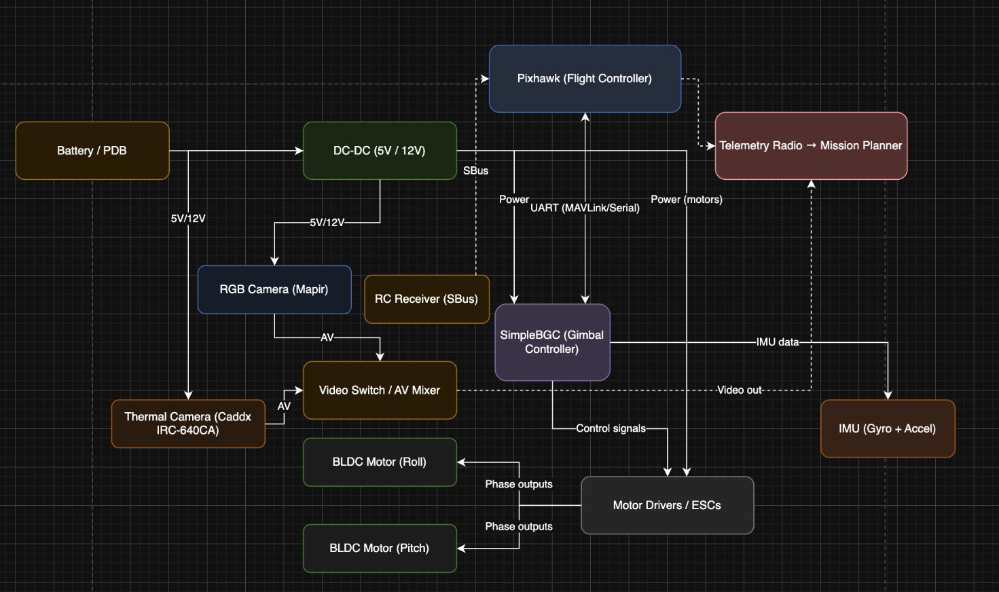 Pixhawk (Flight Controller)
Battery / PDB
DC-DC (5V / 12V)
Telemetry Radio → Mission Planner
SBus
Power
UART (MAVLink/Serial)
Power (motors)
5V/12V
5V/12V
RGB Camera (Mapir)
RC Receiver (SBus)
SimpleBGC (Gimbal
Controller)
AV
IMU data
Video Switch / AV Mixer
Video out
AV
Thermal Camera (Caddx
IRC-640CA)
Control signals
IMU (Gyro + Accel)
BLDC Motor (Roll)
Phase outputs
Motor Drivers / ESCs
Phase outputs
BLDC Motor (Pitch)